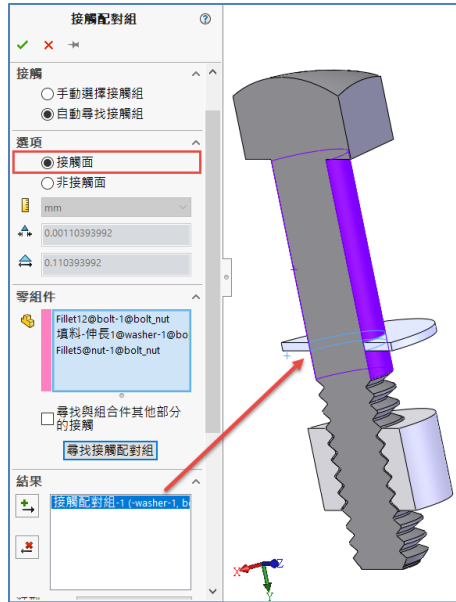 接觸配對組
接觸
手動選擇接觸組
自動尋找接觸組
選項
接觸面
非接觸面
mm
0.00110393992
0.110393992
零組件
Fillet12@bolt-1@bolt_nut
填料-伸長1@washer-1@bo
Fillet5@nut-1@bolt_nut
尋找與組合件其他部分
的接觸
尋找接觸配對組
結果
接觸配對組-1 (-washer-1, b
X
Y
Z